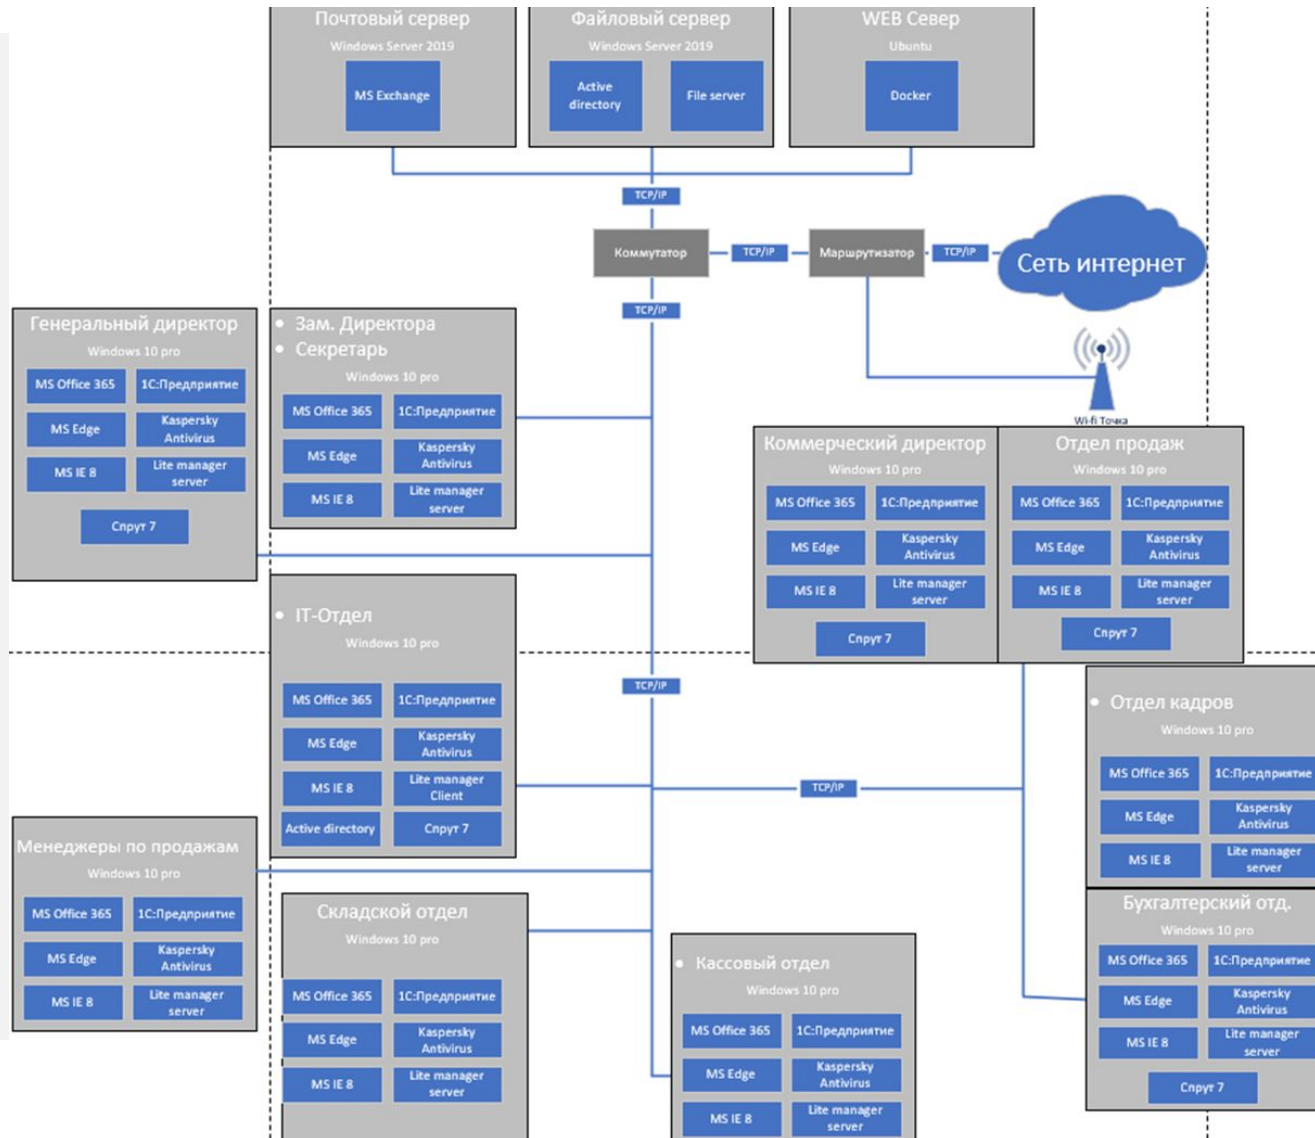 Почтовый сервер
Windows Server 2019
MS Exchange
Файловый сервер
Windows Server 2019
Active
directory
File server
WEB Север
Ubuntu
Docker
TCP/IP
Коммутатор
TCP/IP
Маршрутизатор
TCP/IP
Сеть интернет
TCP/IP
Wi-fi Точка
Генеральный директор
Windows 10 pro
MS Office 365
1С:Предприятие
MS Edge
Kaspersky
Antivirus
MS IE 8
Lite manager
server
Спрут 7
• Зам. Директора
• Секретарь
Windows 10 pro
MS Office 365
1С:Предприятие
MS Edge
Kaspersky
Antivirus
MS IE 8
Lite manager
server
Коммерческий директор
Windows 10 pro
MS Office 365
1С:Предприятие
MS Edge
Kaspersky
Antivirus
MS IE 8
Lite manager
server
Спрут 7
Отдел продаж
Windows 10 pro
MS Office 365
1С:Предприятие
MS Edge
Kaspersky
Antivirus
MS IE 8
Lite manager
server
Спрут 7
• IT-Отдел
Windows 10 pro
MS Office 365
1С:Предприятие
MS Edge
Kaspersky
Antivirus
MS IE 8
Lite manager
Client
Active directory
Спрут 7
TCP/IP
TCP/IP
• Отдел кадров
Windows 10 pro
MS Office 365
1С:Предприятие
MS Edge
Kaspersky
Antivirus
MS IE 8
Lite manager
server
Менеджеры по продажам
Windows 10 pro
MS Office 365
1С:Предприятие
MS Edge
Kaspersky
Antivirus
MS IE 8
Lite manager
server
Складской отдел
Windows 10 pro
MS Office 365
1С:Предприятие
MS Edge
Kaspersky
Antivirus
MS IE 8
Lite manager
server
• Кассовый отдел
Windows 10 pro
MS Office 365
1С:Предприятие
MS Edge
Kaspersky
Antivirus
MS IE 8
Lite manager
server
Бухгалтерский отд.
Windows 10 pro
MS Office 365
1С:Предприятие
MS Edge
Kaspersky
Antivirus
MS IE 8
Lite manager
server
Спрут 7